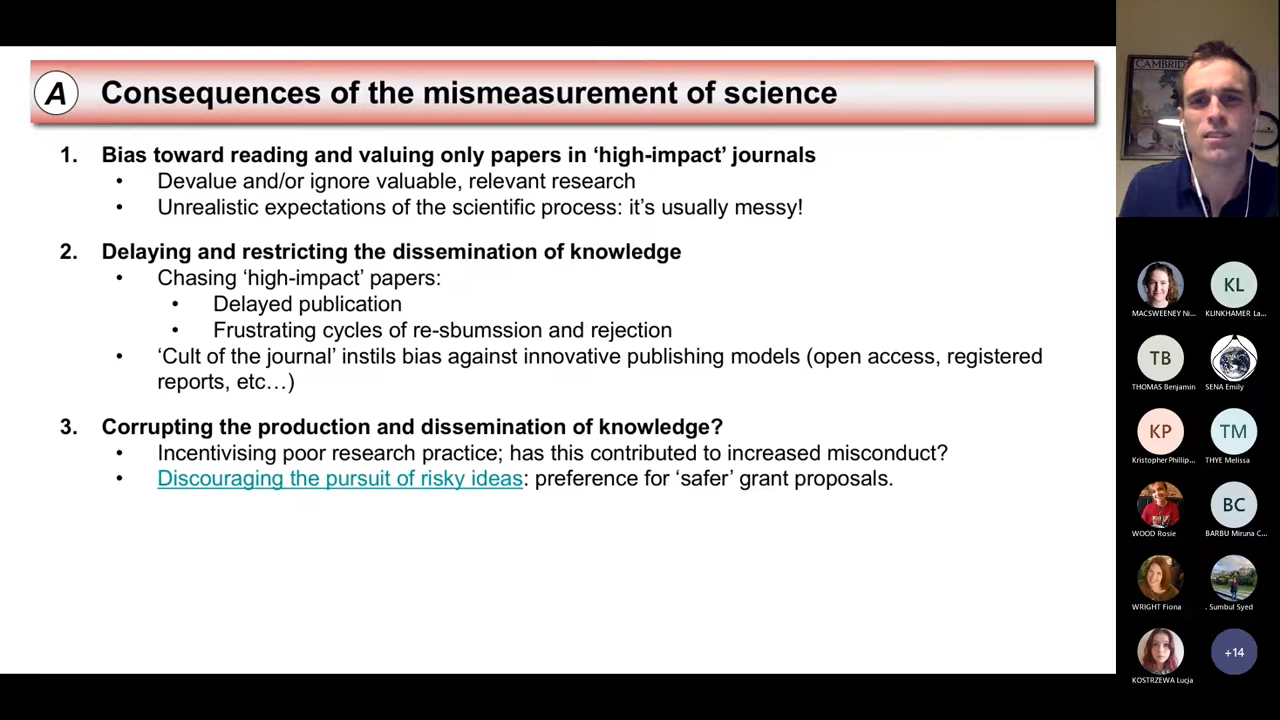 A
Consequences of the mismeasurement of science
1. Bias toward reading and valuing only papers in ‘high-impact’ journals
• Devalue and/or ignore valuable, relevant research
• Unrealistic expectations of the scientific process: it’s usually messy!
2. Delaying and restricting the dissemination of knowledge
• Chasing ‘high-impact’ papers:
• Delayed publication
• Frustrating cycles of re-sbumssion and rejection
• ‘Cult of the journal’ instils bias against innovative publishing models (open access, registered
reports, etc…)
3. Corrupting the production and dissemination of knowledge?
• Incentivising poor research practice; has this contributed to increased misconduct?
• Discouraging the pursuit of risky ideas: preference for ‘safer’ grant proposals.
CAMBRID
MACSWEENEY Ni...
KL
KLINKHAMER La...
TB
THOMAS Benjamin
SENA Emily
KP
Kristopher Phillip...
TM
THYE Melissa
WOOD Rosie
BC
BARBU Miruna C...
WRIGHT Fiona
. Sumbul Syed
KOSTRZEWA Lucja
+14